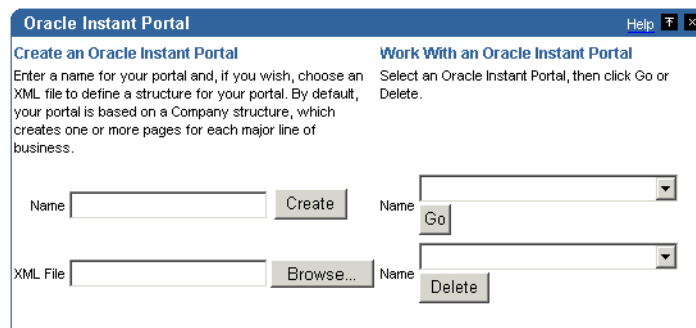 Oracle Instant Portal
Help
Create an Oracle Instant Portal
Enter a name for your portal and, if you wish, choose an
XML file to define a structure for your portal. By default,
your portal is based on a Company structure, which
creates one or more pages for each major line of
business.
Name
Create
XML File
Browse...
Work With an Oracle Instant Portal
Select an Oracle Instant Portal, then click Go or
Delete.
Name
Go
Name
Delete